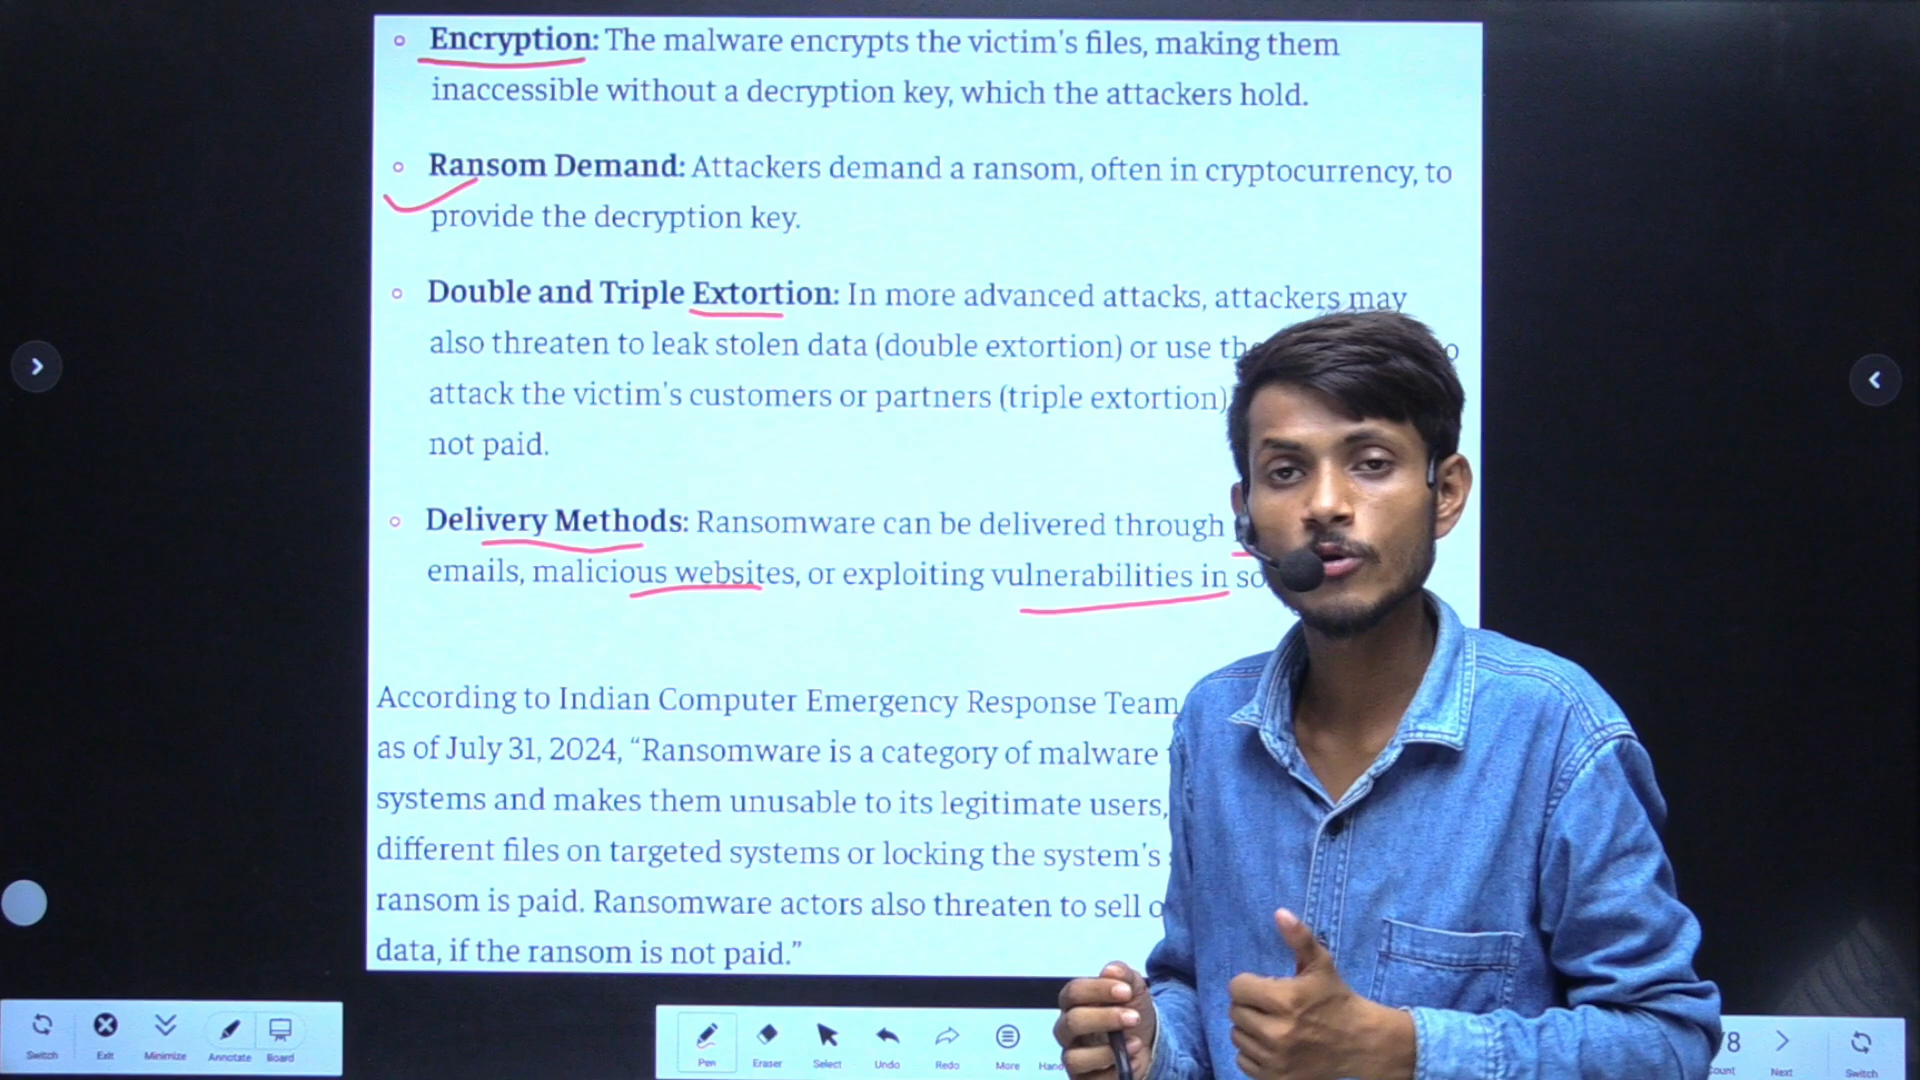 Encryption: The malware encrypts the victim's files, making them
inaccessible without a decryption key, which the attackers hold.
Ransom Demand: Attackers demand a ransom, often in cryptocurrency, to
provide the decryption key.
Double and Triple Extortion: In more advanced attacks, attackers may
also threaten to leak stolen data (double extortion) or use
attack the victim's customers or partners (triple extortion)
not paid.
Delivery Methods: Ransomware can be delivered through
emails, malicious websites, or exploiting vulnerabilities in
According to Indian Computer Emergency Response Team
as of July 31, 2024, “Ransomware is a category of malware
systems and makes them unusable to its legitimate users,
different files on targeted systems or locking the system's
ransom is paid. Ransomware actors also threaten to sell
data, if the ransom is not paid.”
Switch Exit Minimize Annotate Board
Pen Eraser Select Undo Redo More
/8
Next Switch